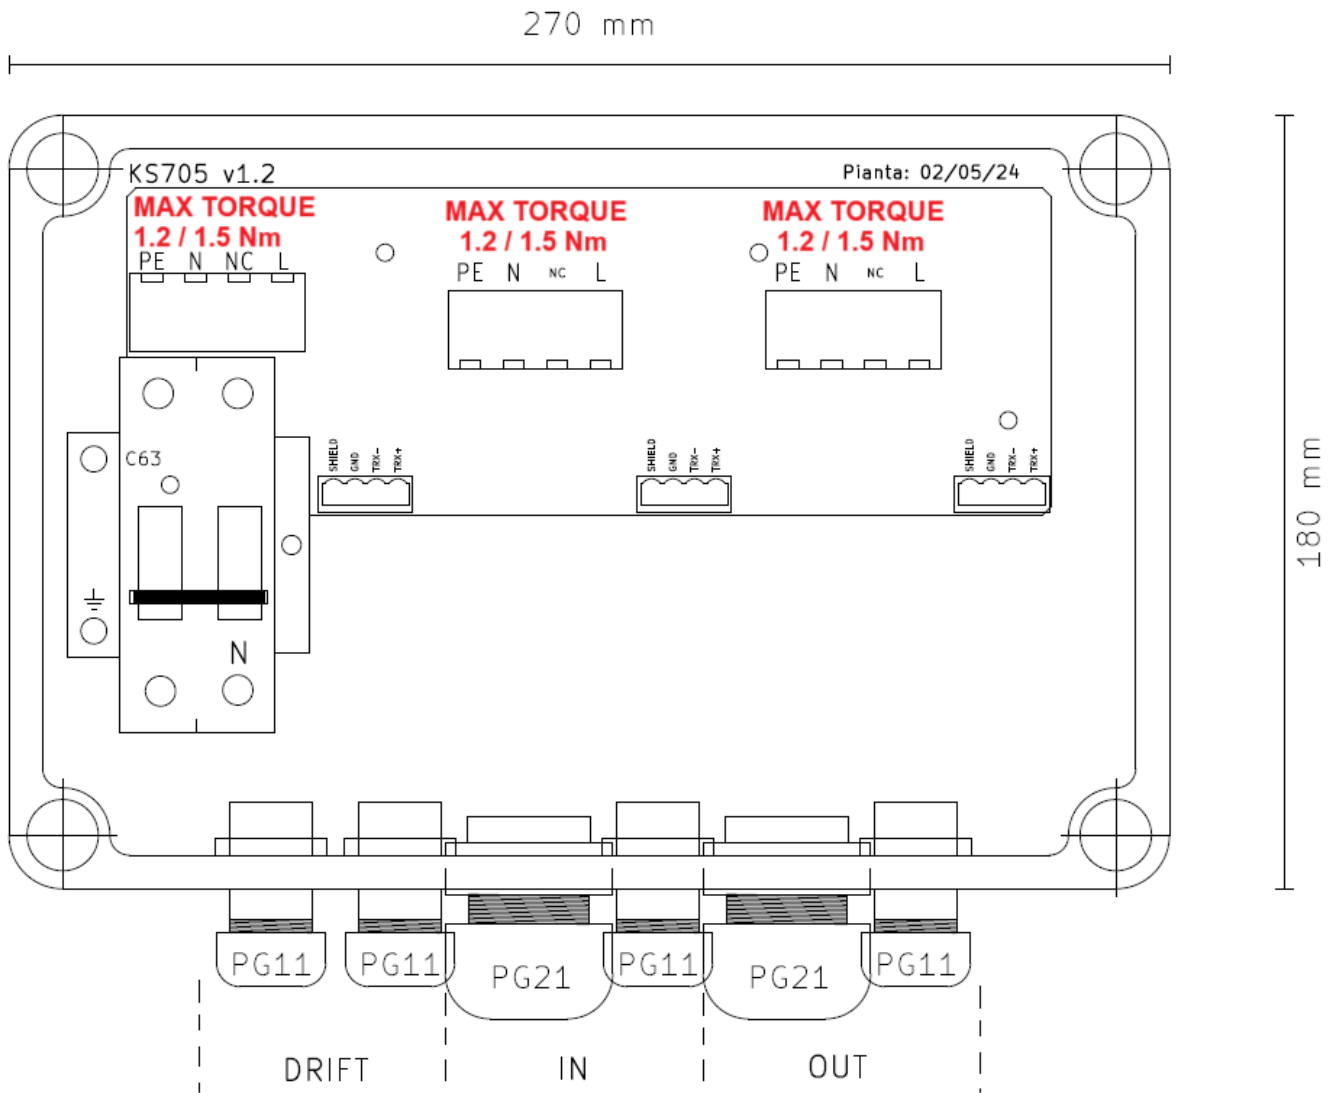 270 mm
KS705 v1.2
Pianta: 02/05/24
MAX TORQUE
1.2 / 1.5 Nm
PE N NC L
MAX TORQUE
1.2 / 1.5 Nm
PE N NC L
MAX TORQUE
1.2 / 1.5 Nm
PE N NC L
180 mm
C63
N
SHIELD
GND
TRX-
TRX+
SHIELD
GND
TRX-
TRX+
SHIELD
GND
TRX-
TRX+
PG11
PG11
PG21
PG11
PG21
PG11
DRIFT
IN
OUT